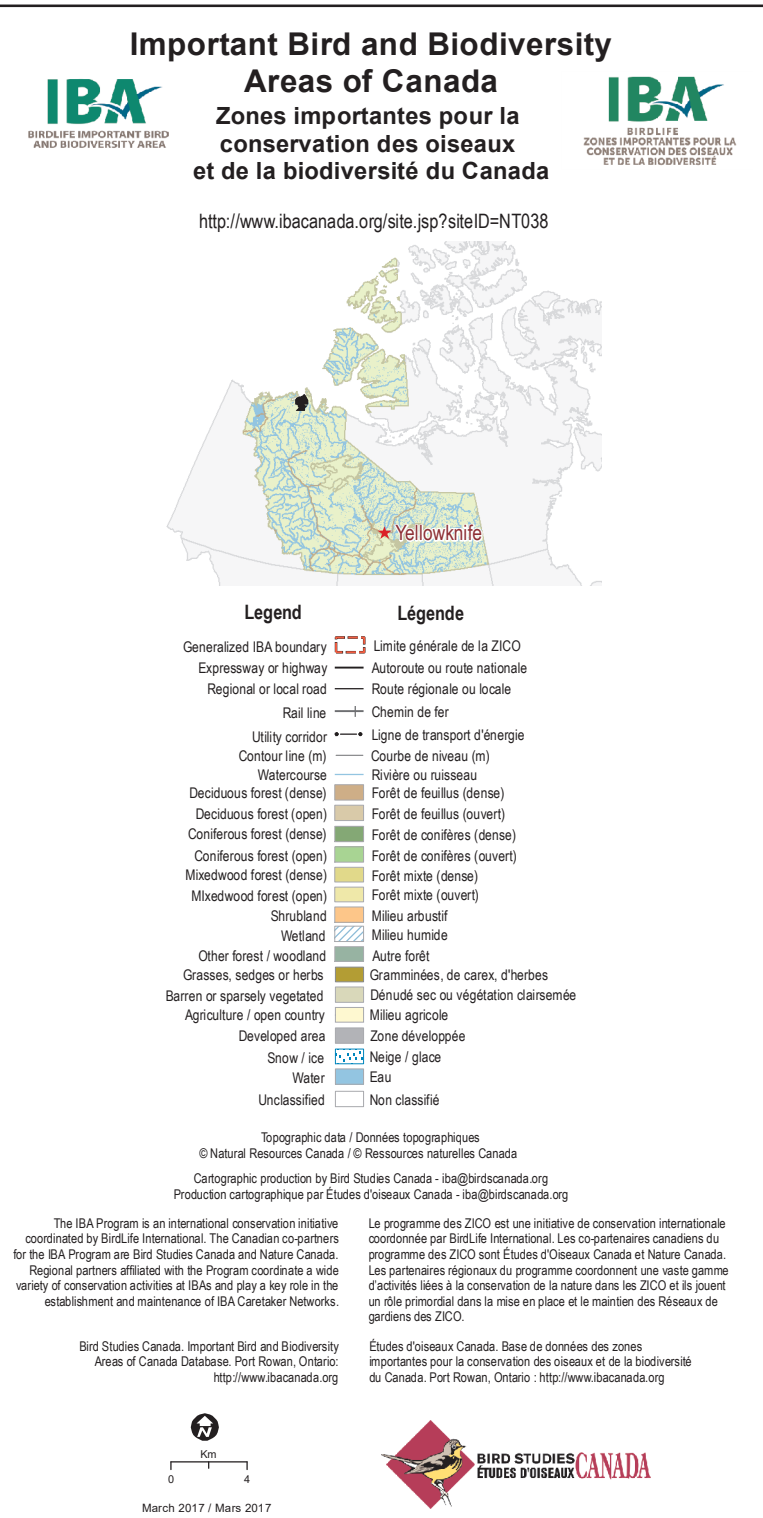 Important Bird and Biodiversity
Areas of Canada
Zones importantes pour la
conservation des oiseaux
et de la biodiversité du Canada
IBA
BIRDLIFE IMPORTANT BIRD
AND BIODIVERSITY AREA
IBA
BIRDLIFE
ZONES IMPORTANTES POUR LA
CONSERVATION DES OISEAUX
ET DE LA BIODIVERSITÉ
http://www.ibacanada.org/site.jsp?siteID=NT038
Yellowknife
Legend Légende
Generalized IBA boundary Limite générale de la ZICO
Expressway or highway Autoroute ou route nationale
Regional or local road Route régionale ou locale
Rail line Chemin de fer
Utility corridor Ligne de transport d'énergie
Contour line (m) Courbe de niveau (m)
Watercourse Rivière ou ruisseau
Deciduous forest (dense) Forêt de feuillus (dense)
Deciduous forest (open) Forêt de feuillus (ouvert)
Coniferous forest (dense) Forêt de conifères (dense)
Coniferous forest (open) Forêt de conifères (ouvert)
Mixedwood forest (dense) Forêt mixte (dense)
MIxedwood forest (open) Forêt mixte (ouvert)
Shrubland Milieu arbustif
Wetland Milieu humide
Other forest / woodland Autre forêt
Grasses, sedges or herbs Gramminées, de carex, d'herbes
Barren or sparsely vegetated Dénudé sec ou végétation clairsemée
Agriculture / open country Milieu agricole
Developed area Zone développée
Snow / ice Neige / glace
Water Eau
Unclassified Non classifié
Topographic data / Données topographiques
© Natural Resources Canada / © Ressources naturelles Canada
Cartographic production by Bird Studies Canada - iba@birdscanada.org
Production cartographique par Études d'oiseaux Canada - iba@birdscanada.org
The IBA Program is an international conservation initiative
coordinated by BirdLife International. The Canadian co-partners
for the IBA Program are Bird Studies Canada and Nature Canada.
Regional partners affiliated with the Program coordinate a wide
variety of conservation activities at IBAs and play a key role in the
establishment and maintenance of IBA Caretaker Networks.
Le programme des ZICO est une initiative de conservation internationale
coordonnée par BirdLife International. Les co-partenaires canadiens du
programme des ZICO sont Études d'Oiseaux Canada et Nature Canada.
Les partenaires régionaux du programme coordonnent une vaste gamme
d'activités liées à la conservation de la nature dans les ZICO et ils jouent
un rôle primordial dans la mise en place et le maintien des Réseaux de
gardiens des ZICO.
Bird Studies Canada. Important Bird and Biodiversity
Areas of Canada Database. Port Rowan, Ontario:
http://www.ibacanada.org
Études d'oiseaux Canada. Base de données des zones
importantes pour la conservation des oiseaux et de la biodiversité
du Canada. Port Rowan, Ontario : http://www.ibacanada.org
N
Km
0 4
March 2017 / Mars 2017
BIRD STUDIES
ÉTUDES D'OISEAUX CANADA